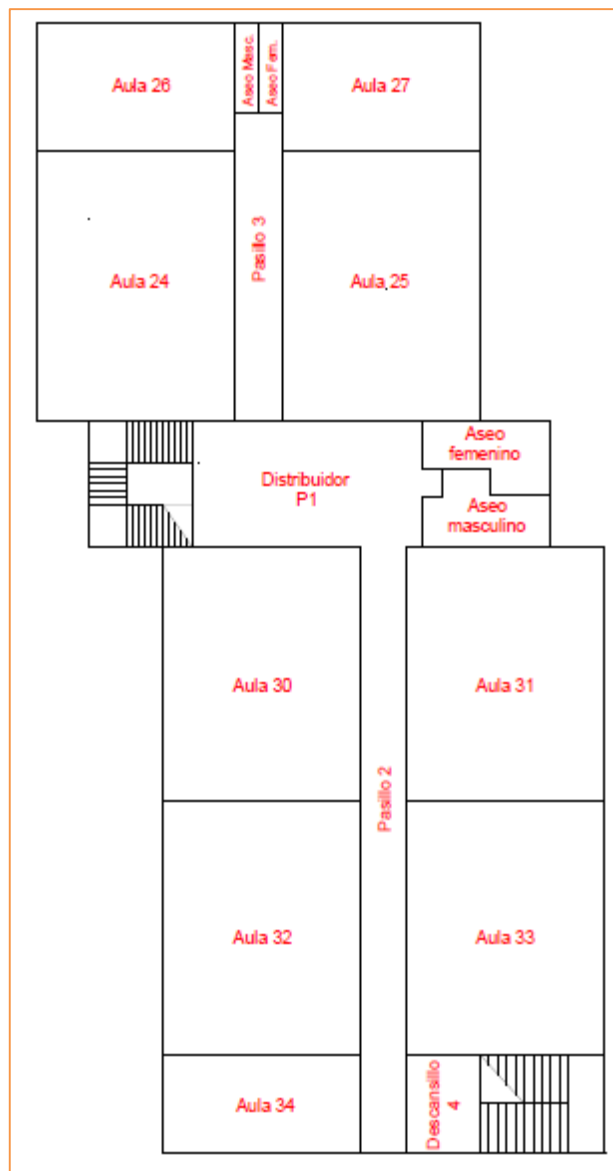 Aula 26
Aseo Masc.
Aseo Fem.
Aula 27
Aula 24
Pasillo 3
Aula 25
Aseo
femenino
Distribuidor
P1
Aseo
masculino
Aula 30
Aula 31
Pasillo 2
Aula 32
Aula 33
Aula 34
Descansillo
4